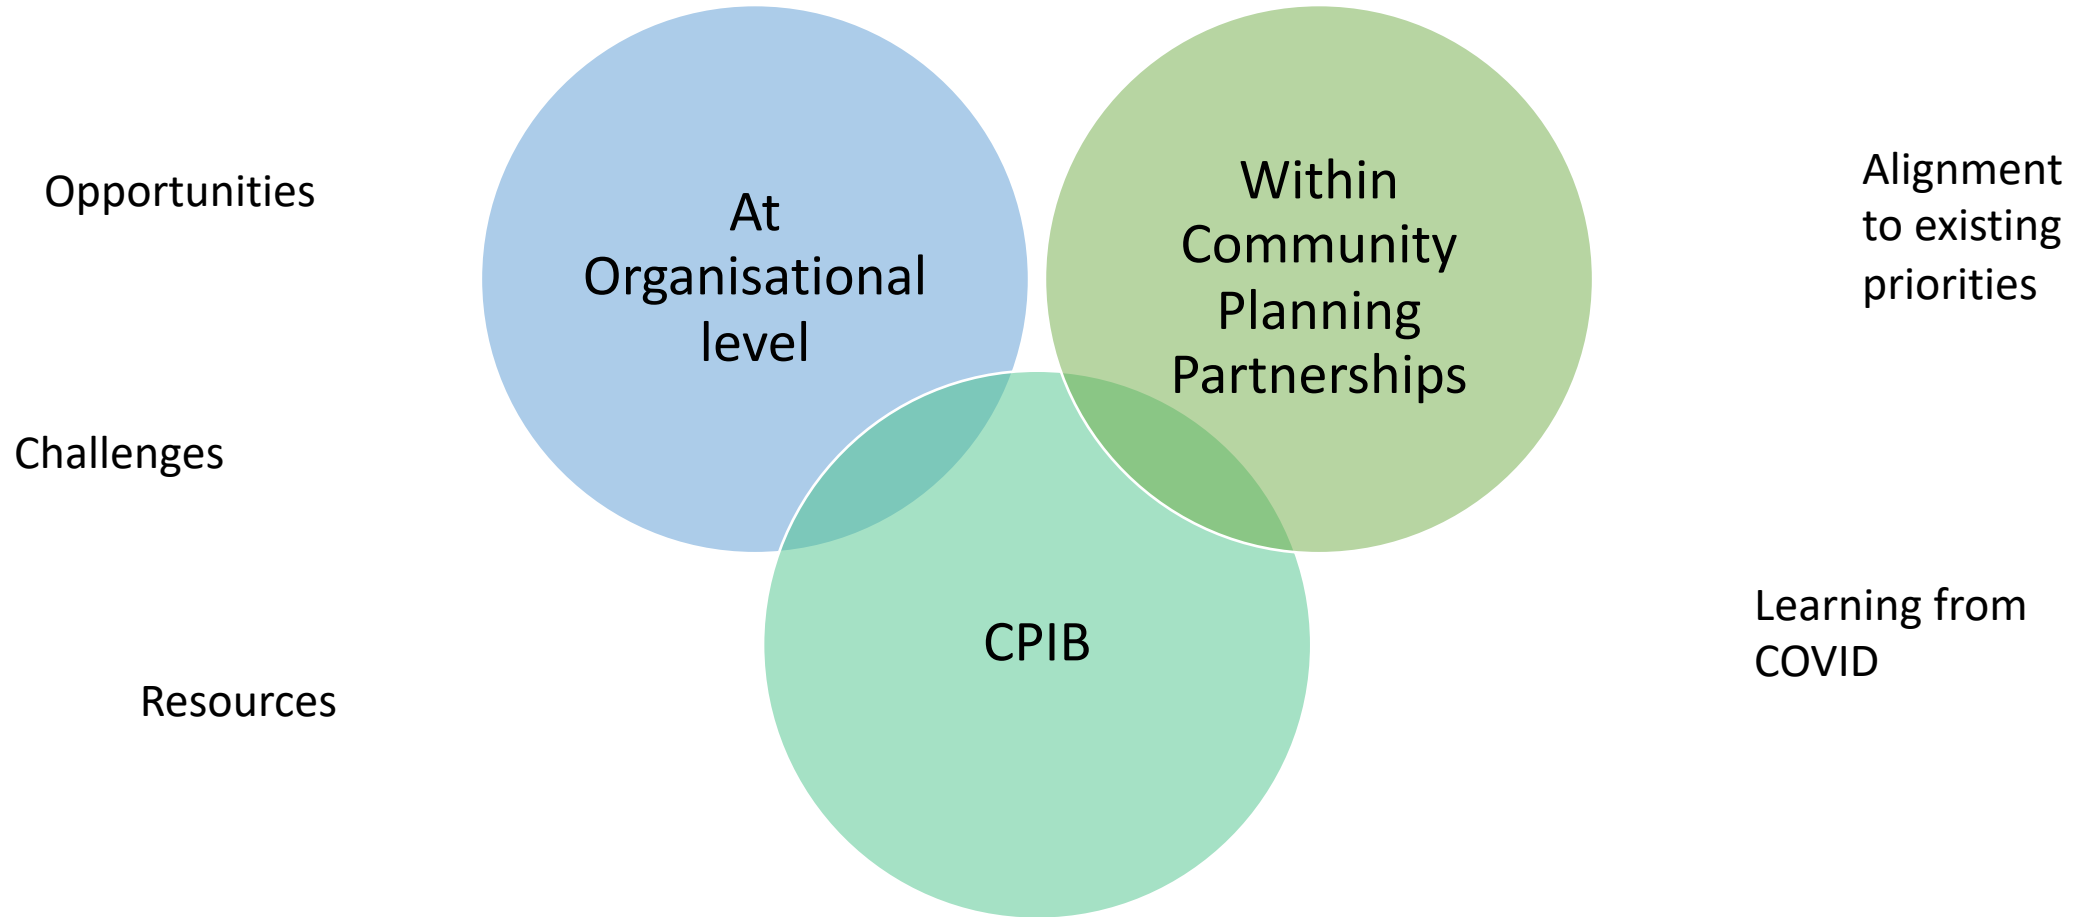 Opportunities
Challenges
Resources
At
Organisational
level
Within
Community
Planning
Partnerships
CPIB
Alignment
to existing
priorities
Learning from
COVID